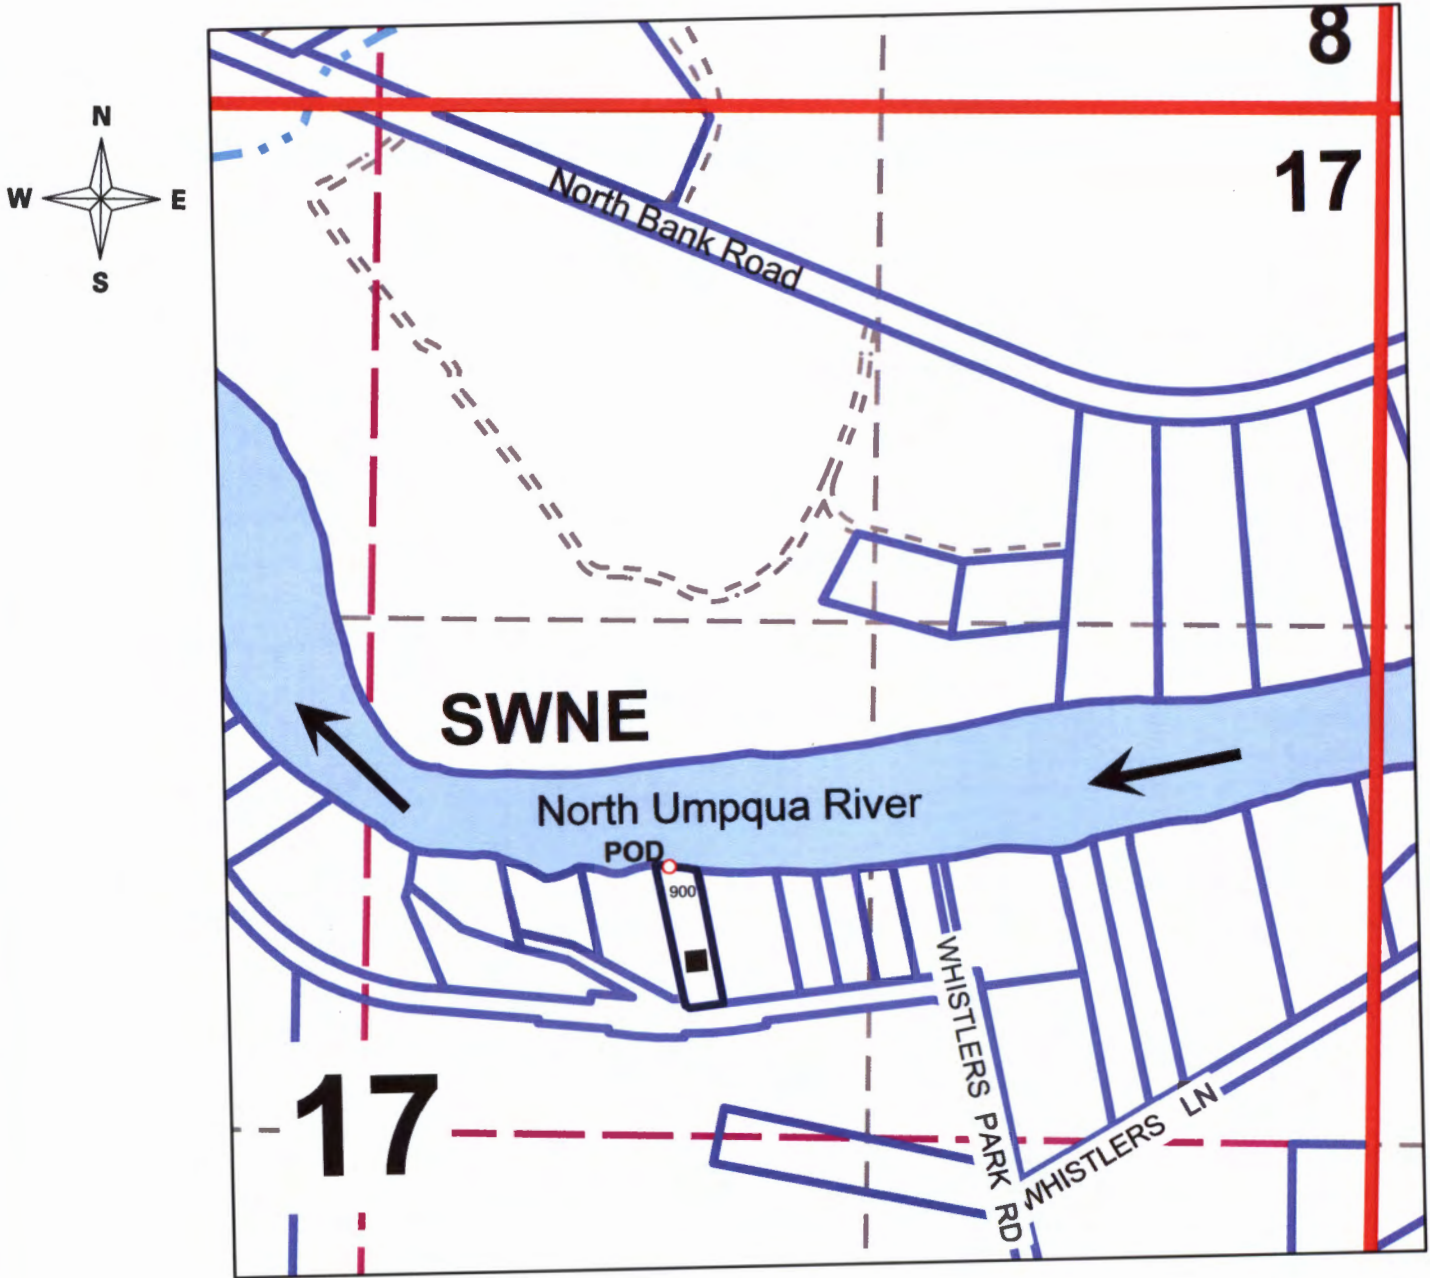 8
N
W E
S
17
North Bank Road
SWNE
North Umpqua River
POD
900
WHISTLERS PARK RD
17
WHISTLERS LN